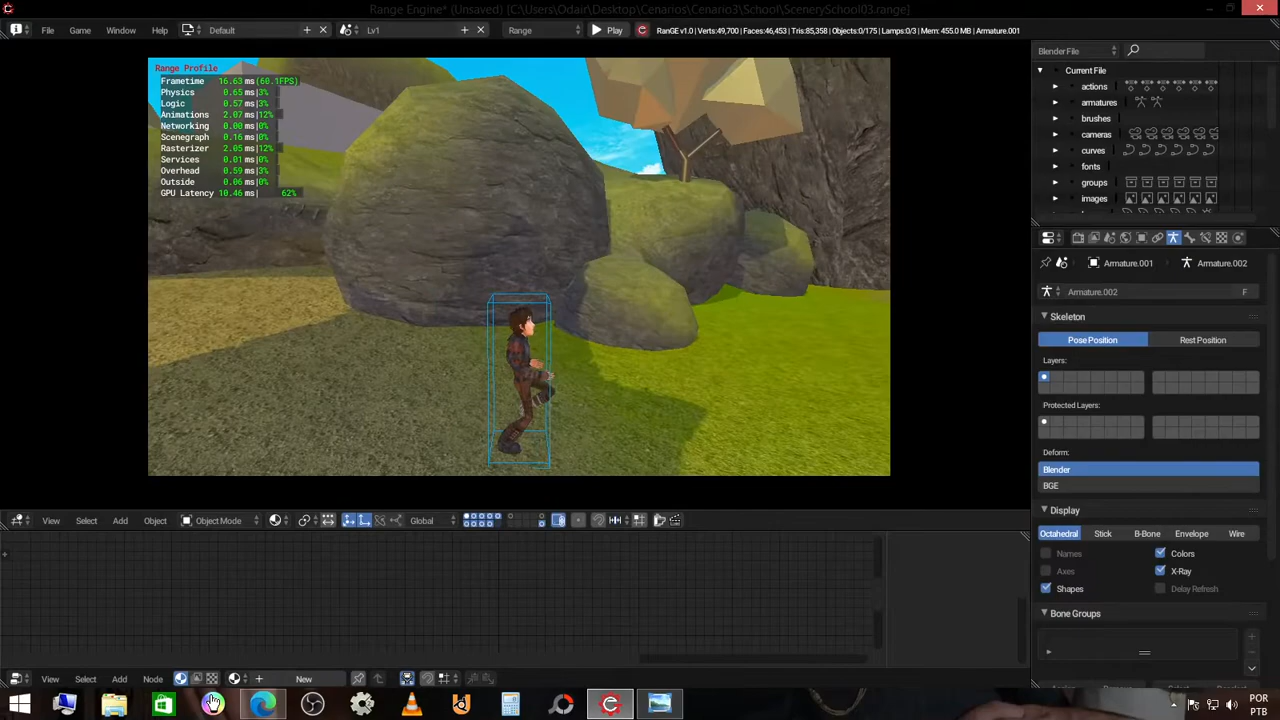 Range Engine* (Unsaved) [C:\Users\Odair\Desktop\Cenarios\Cenario3\School\ScenerySchool03.range]
File Game Window Help Default Lv1 Range Play RanGE v1.0 | Verts:49,700 | Faces:46,453 | Tris:85,358 | Objects:0/175 | Lamps:0/3 | Mem: 455.0 MB | Armature.001
Blender File
Current File
actions
armatures
brushes
cameras
curves
fonts
groups
images
Range Profile
Frametime 16.63 ms(60.1FPS)
Physics 0.65 ms|3%
Logic 0.57 ms|3%
Animations 2.07 ms|12%
Networking 0.00 ms|0%
Scenegraph 0.16 ms|0%
Rasterizer 2.05 ms|12%
Services 0.01 ms|0%
Overhead 0.59 ms|3%
Outside 0.06 ms|0%
GPU Latency 10.46 ms| 62%
Armature.001 Armature.002
Armature.002 F
Skeleton
Pose Position Rest Position
Layers:
Protected Layers:
Deform:
Blender
BGE
Display
Octahedral Stick B-Bone Envelope Wire
Names Colors
Axes X-Ray
Shapes Delay Refresh
Bone Groups
View Select Add Object Object Mode Global
View Select Add Node New
POR
PTB